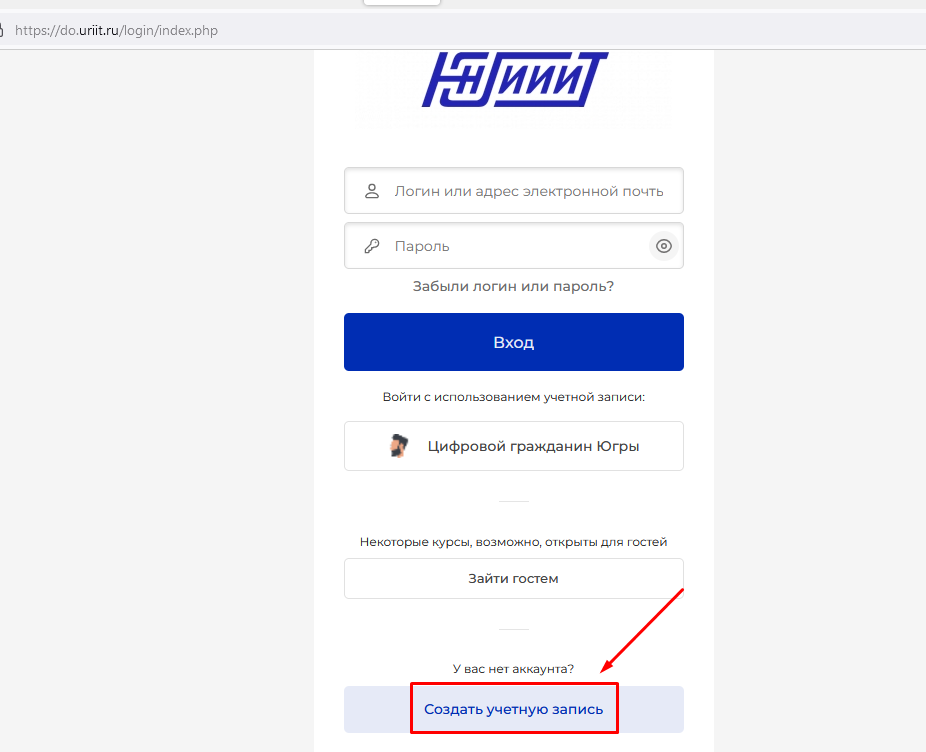 https://do.uriit.ru/login/index.php
ЮНИИИТ
Логин или адрес электронной почть
Пароль
Забыли логин или пароль?
Вход
Войти с использованием учетной записи:
Цифровой гражданин Югры
Некоторые курсы, возможно, открыты для гостей
Зайти гостем
У вас нет аккаунта?
Создать учетную запись